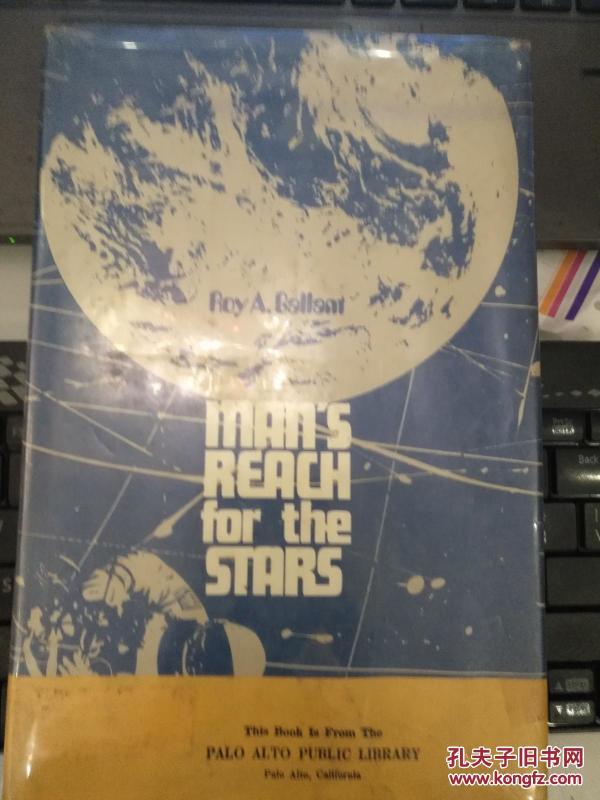 Roy A. Gallant
MAN'S
REACH
for the
STARS
This Book Is From The
PALO ALTO PUBLIC LIBRARY
Palo Alto, California
Back
孔夫子旧书网
www.kongfz.com